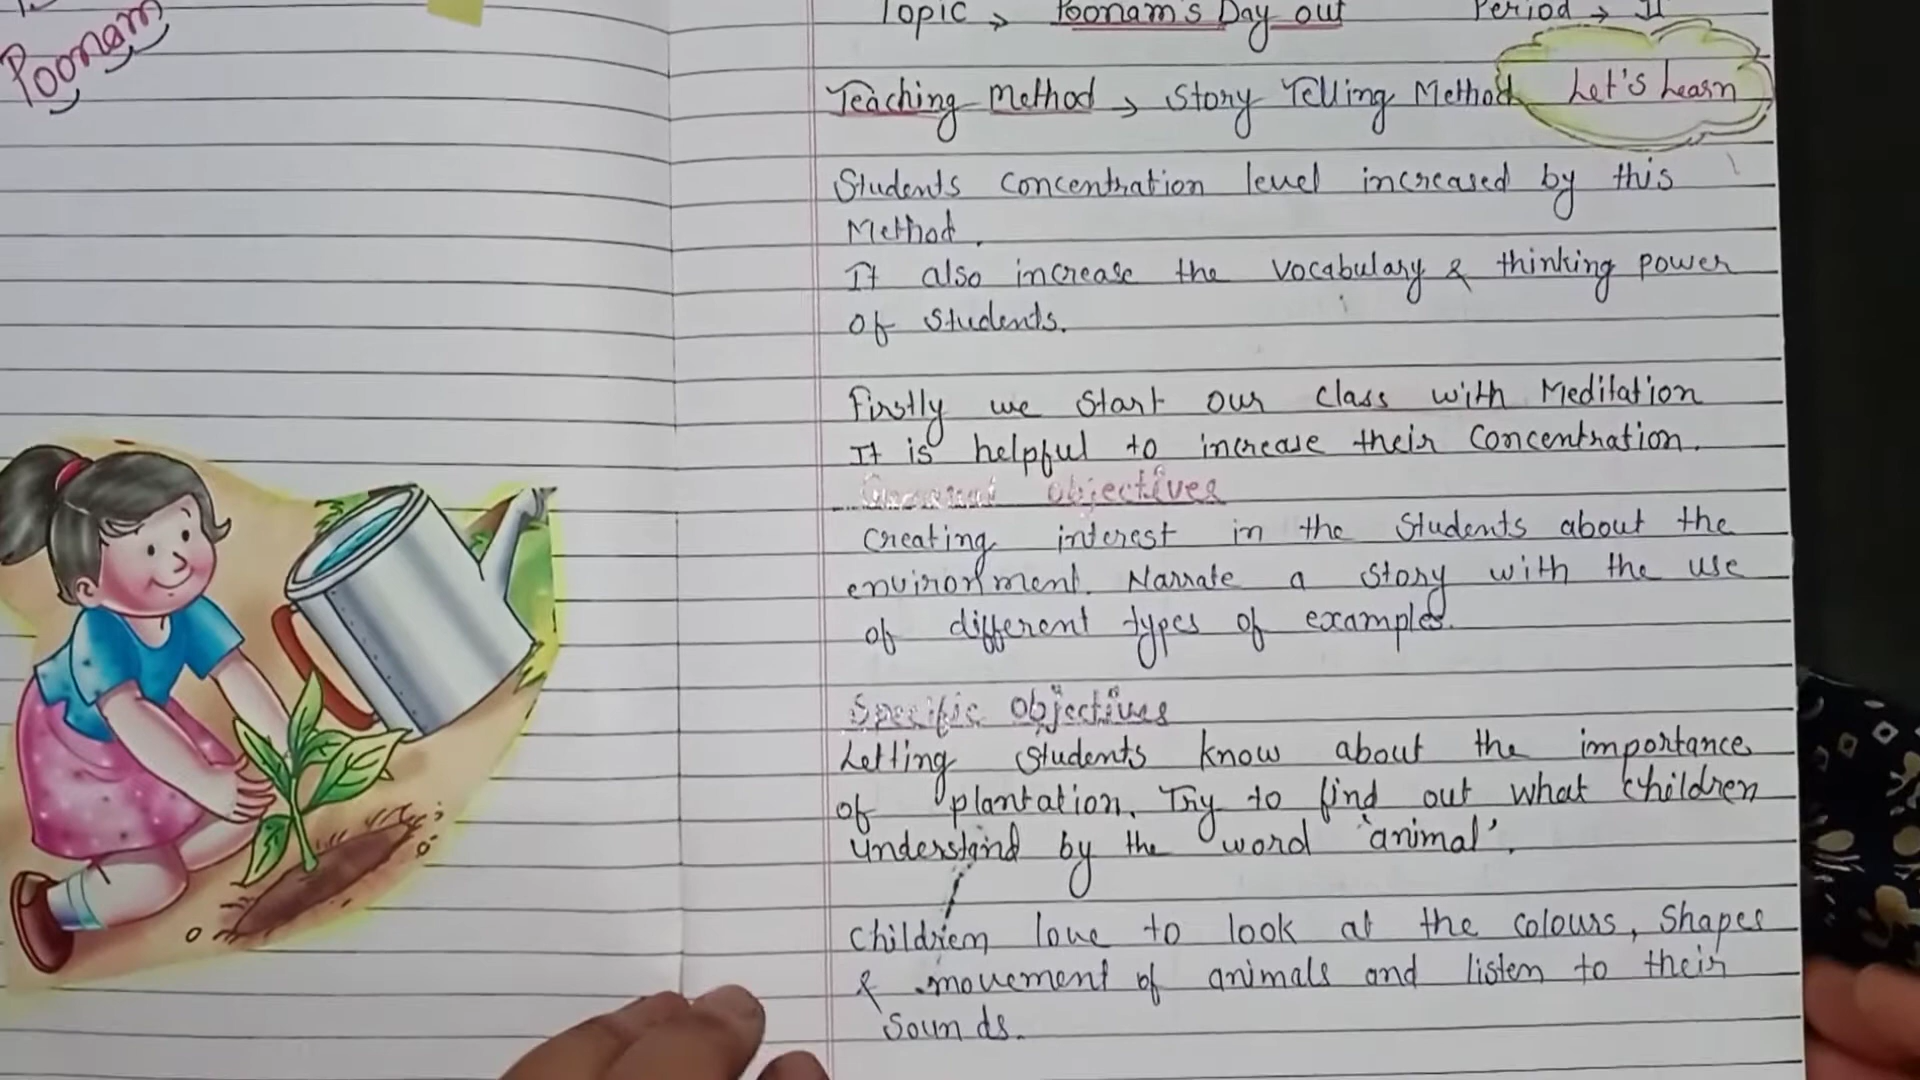 Poonam
Topic → Poonam's Day out Period → II
Teaching Method → Story Telling Method Let's Learn
Students concentration level increased by this
Method.
It also increase the vocabulary & thinking power
of students.
Firstly we start our class with Meditation
It is helpful to increase their concentration.
General objectives
Creating interest in the students about the
environment. Narrate a story with the use
of different types of examples.
Specific Objectives
Letting students know about the importance
of plantation. Try to find out what children
understand by the word 'animal'.
Children love to look at the colours, shapes
& movement of animals and listen to their
sounds.